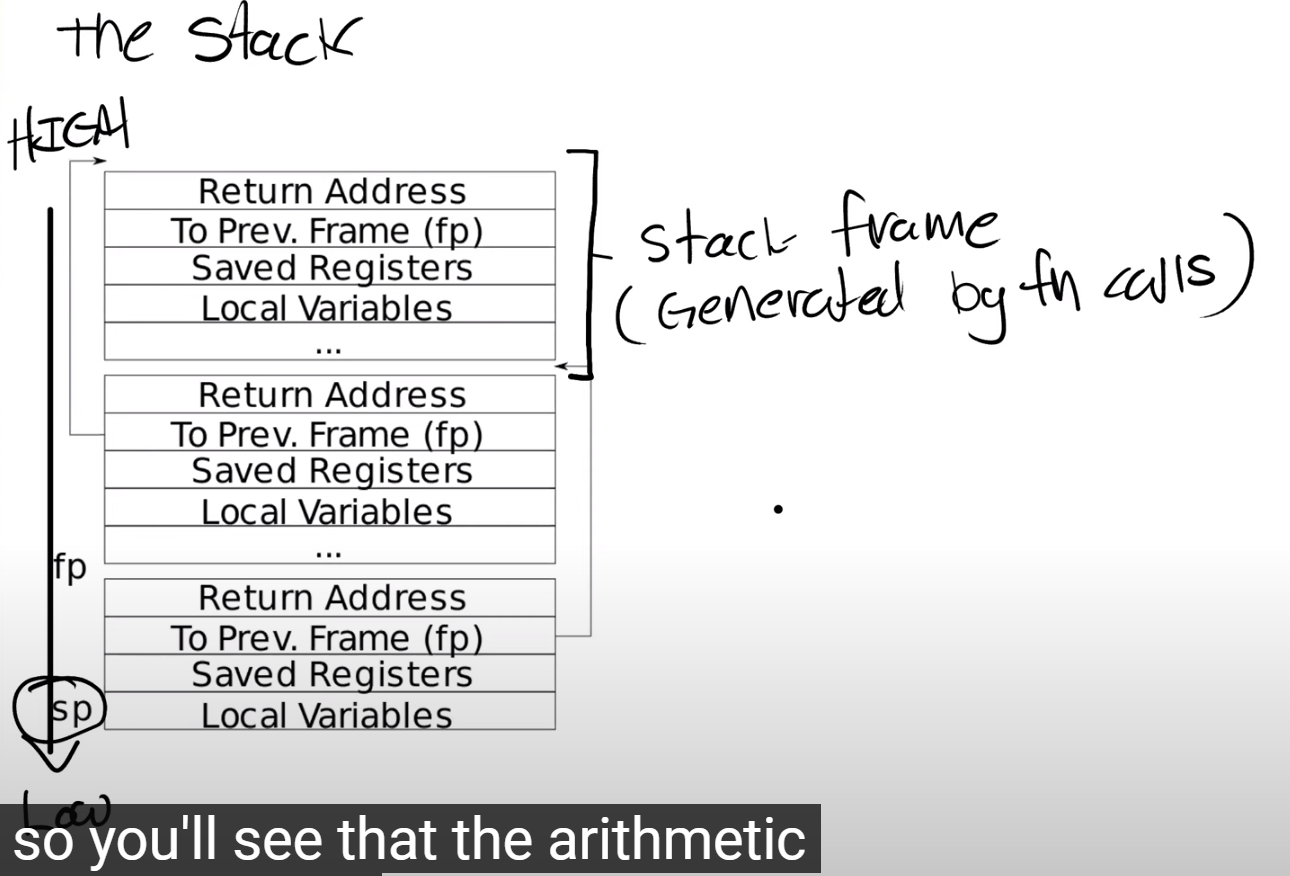 the stack
HIGH
Return Address
To Prev. Frame (fp)
Saved Registers
Local Variables
...
stack frame
(Generated by fn calls)
Return Address
To Prev. Frame (fp)
Saved Registers
Local Variables
...
fp
Return Address
To Prev. Frame (fp)
Saved Registers
sp
Local Variables
Low
so you'll see that the arithmetic